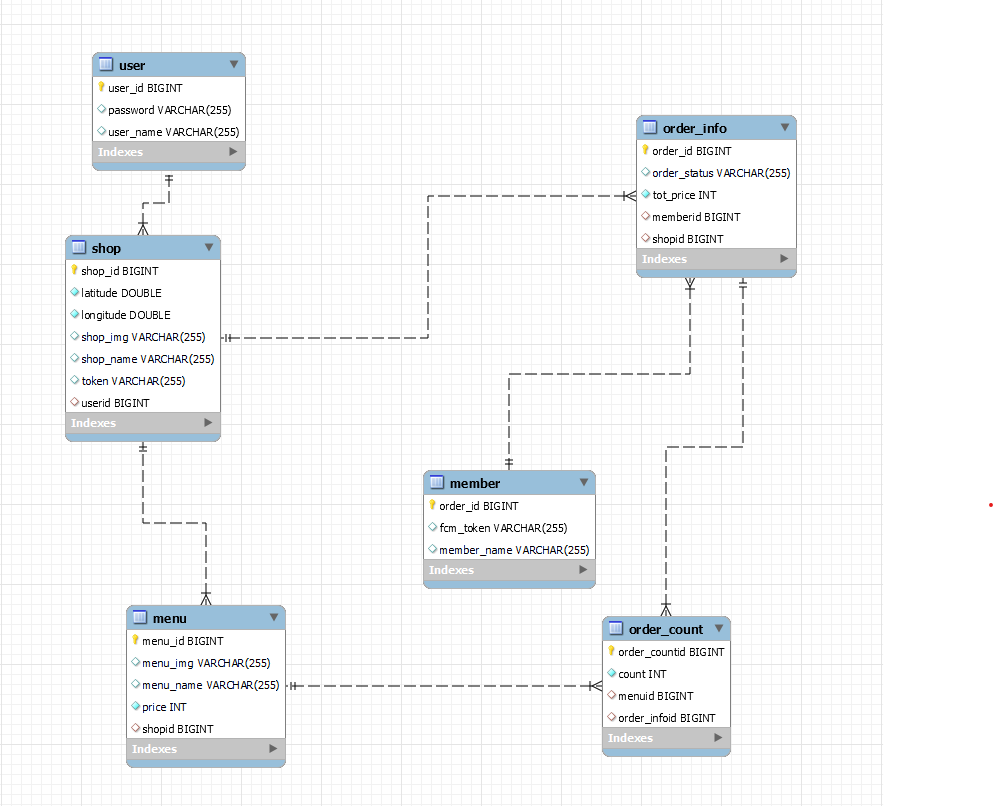 user
user_id BIGINT
password VARCHAR(255)
user_name VARCHAR(255)
Indexes
order_info
order_id BIGINT
order_status VARCHAR(255)
tot_price INT
memberid BIGINT
shopid BIGINT
Indexes
shop
shop_id BIGINT
latitude DOUBLE
longitude DOUBLE
shop_img VARCHAR(255)
shop_name VARCHAR(255)
token VARCHAR(255)
userid BIGINT
Indexes
member
order_id BIGINT
fcm_token VARCHAR(255)
member_name VARCHAR(255)
Indexes
menu
menu_id BIGINT
menu_img VARCHAR(255)
menu_name VARCHAR(255)
price INT
shopid BIGINT
Indexes
order_count
order_countid BIGINT
count INT
menuid BIGINT
order_infoid BIGINT
Indexes